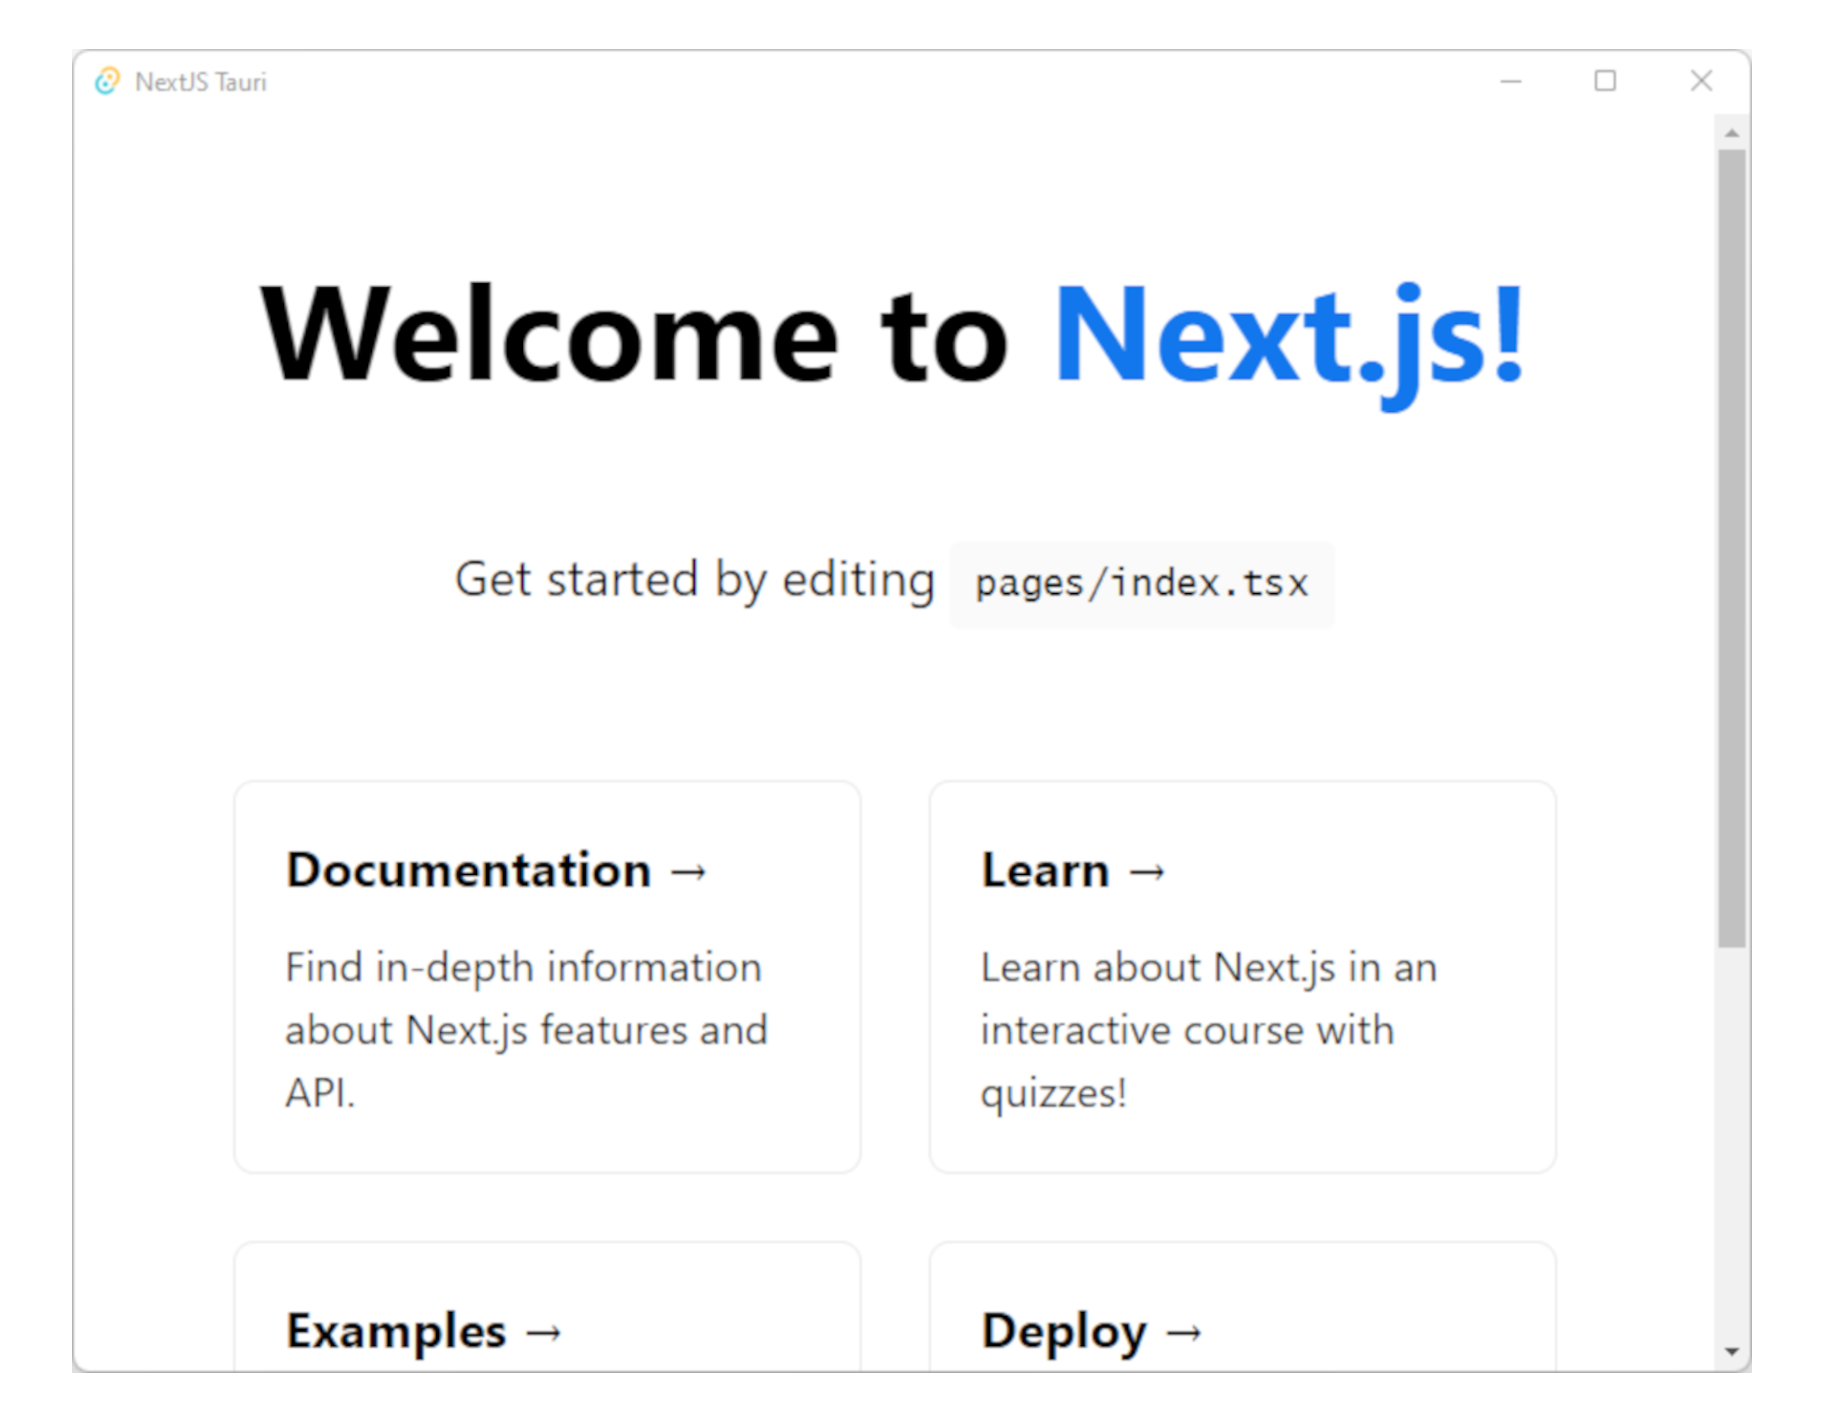 NextJS Tauri
Welcome to Next.js!
Get started by editing pages/index.tsx
Documentation →
Find in-depth information
about Next.js features and
API.
Learn →
Learn about Next.js in an
interactive course with
quizzes!
Examples →
Deploy →